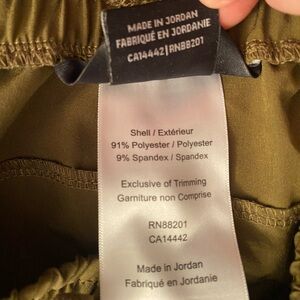 MADE IN JORDAN
FABRIQUÉ EN JORDANIE
CA14442 | RN88201
Shell / Extérieur
91% Polyester / Polyester
9% Spandex / Spandex
Exclusive of Trimming
Garniture non Comprise
RN88201
CA14442
Made in Jordan
Fabriqué en Jordanie